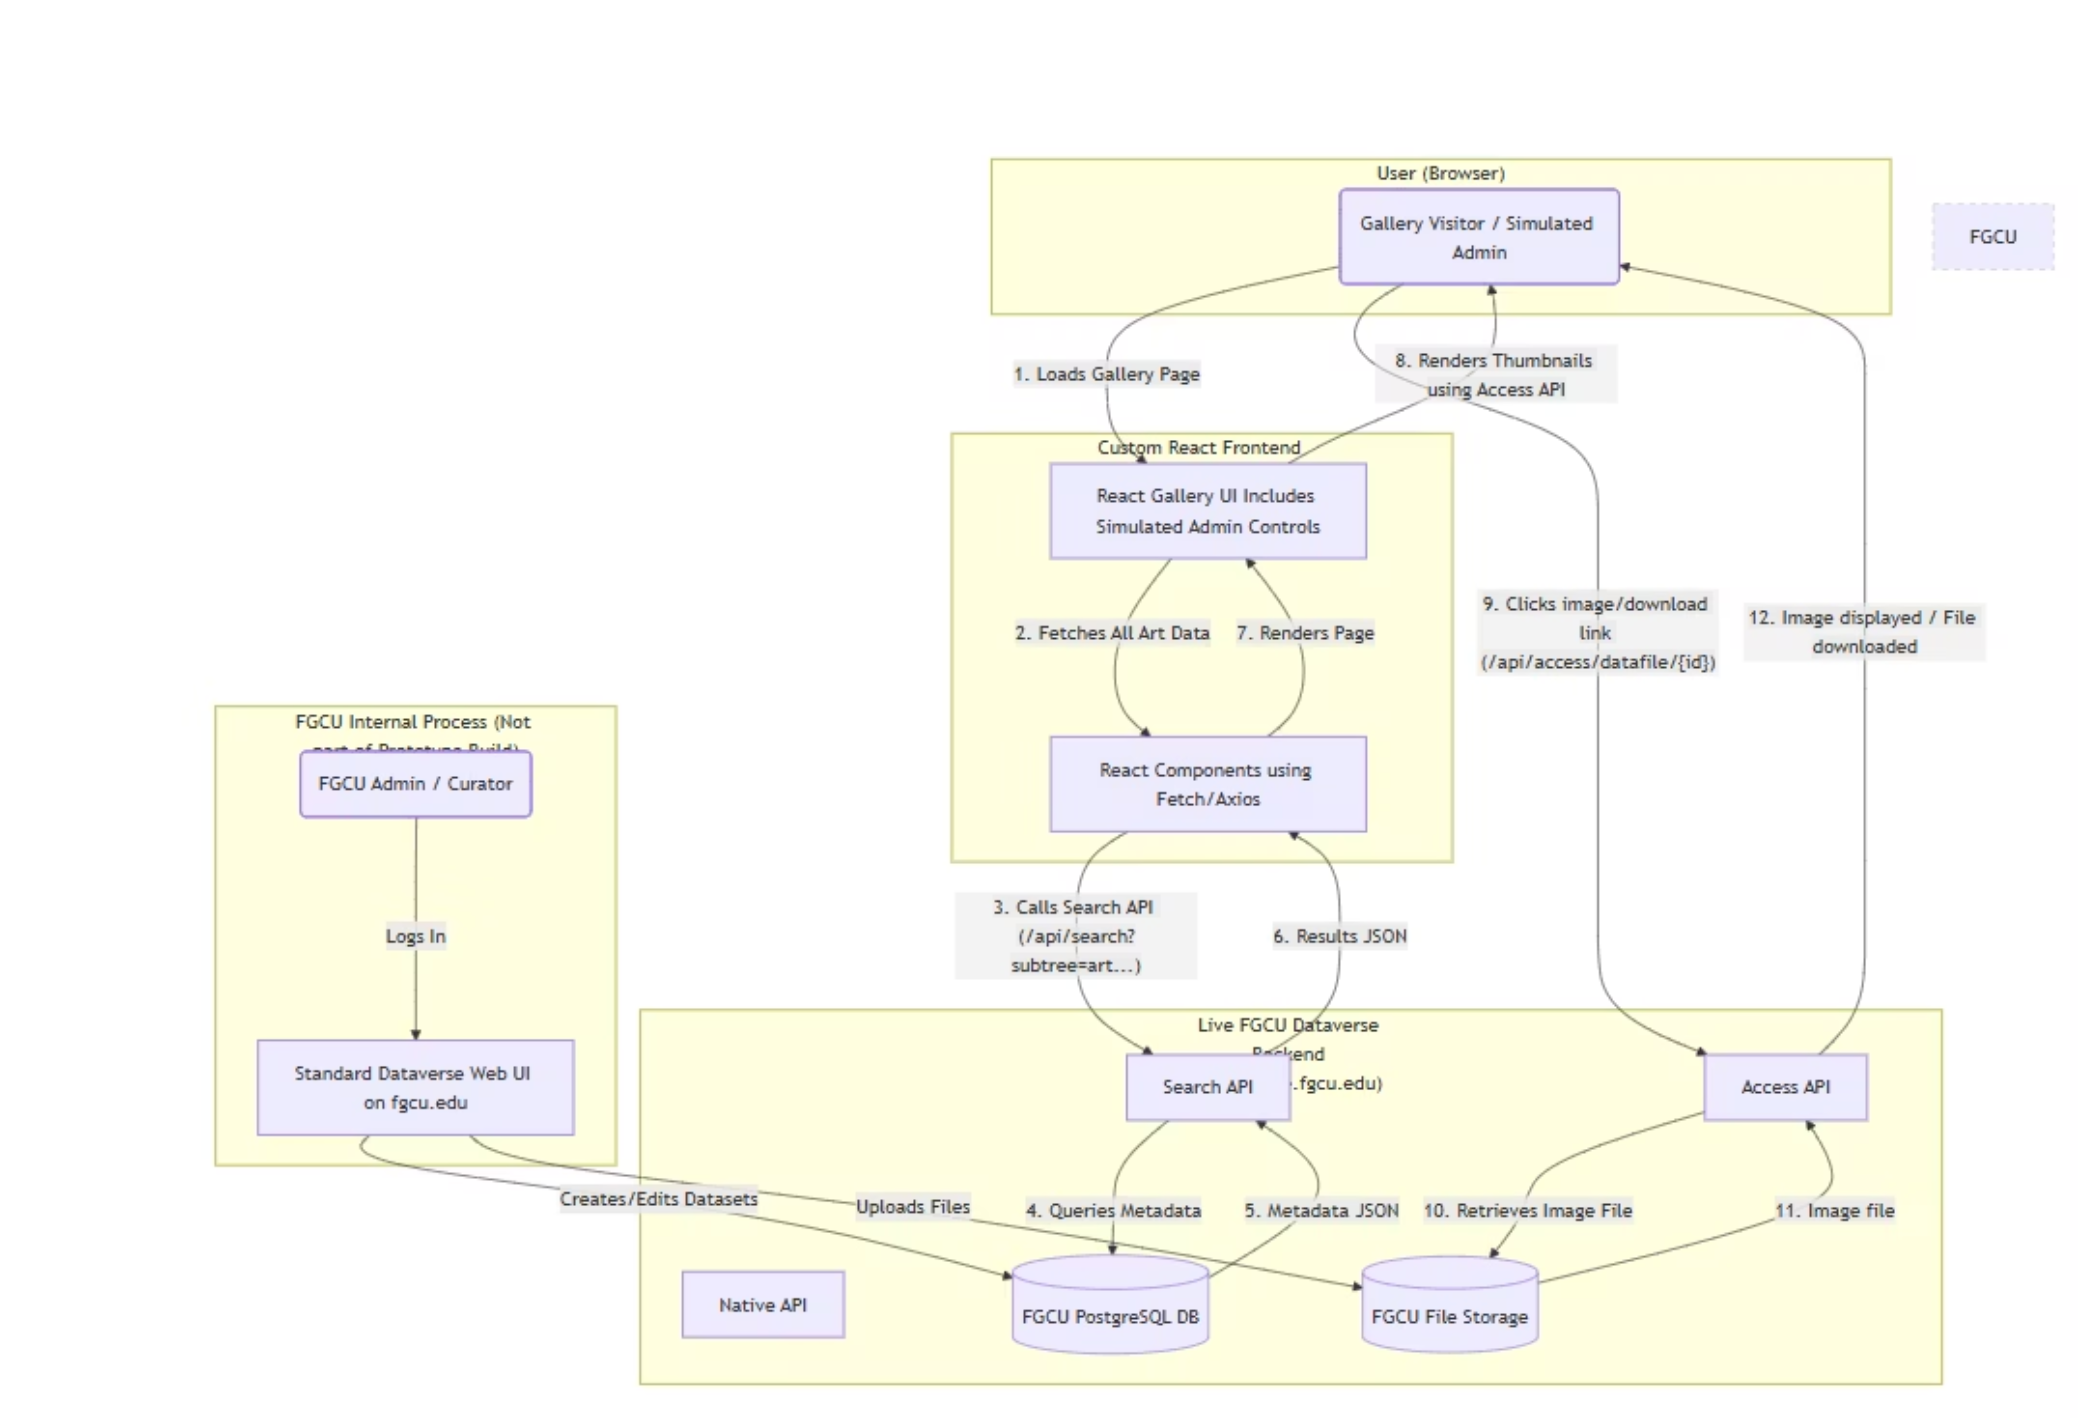 User (Browser)
Gallery Visitor / Simulated
Admin
FGCU
1. Loads Gallery Page
8. Renders Thumbnails
using Access API
Custom React Frontend
React Gallery UI Includes
Simulated Admin Controls
2. Fetches All Art Data
7. Renders Page
9. Clicks image/download
link
(/api/access/datafile/{id})
12. Image displayed / File
downloaded
React Components using
Fetch/Axios
FGCU Internal Process (Not
part of Prototype Build)
FGCU Admin / Curator
Logs In
Standard Dataverse Web UI
on fgcu.edu
3. Calls Search API
(/api/search?
subtree=art...)
6. Results JSON
Live FGCU Dataverse
Backend
.fgcu.edu)
Search API
Access API
Creates/Edits Datasets
Uploads Files
4. Queries Metadata
5. Metadata JSON
10. Retrieves Image File
11. Image file
Native API
FGCU PostgreSQL DB
FGCU File Storage